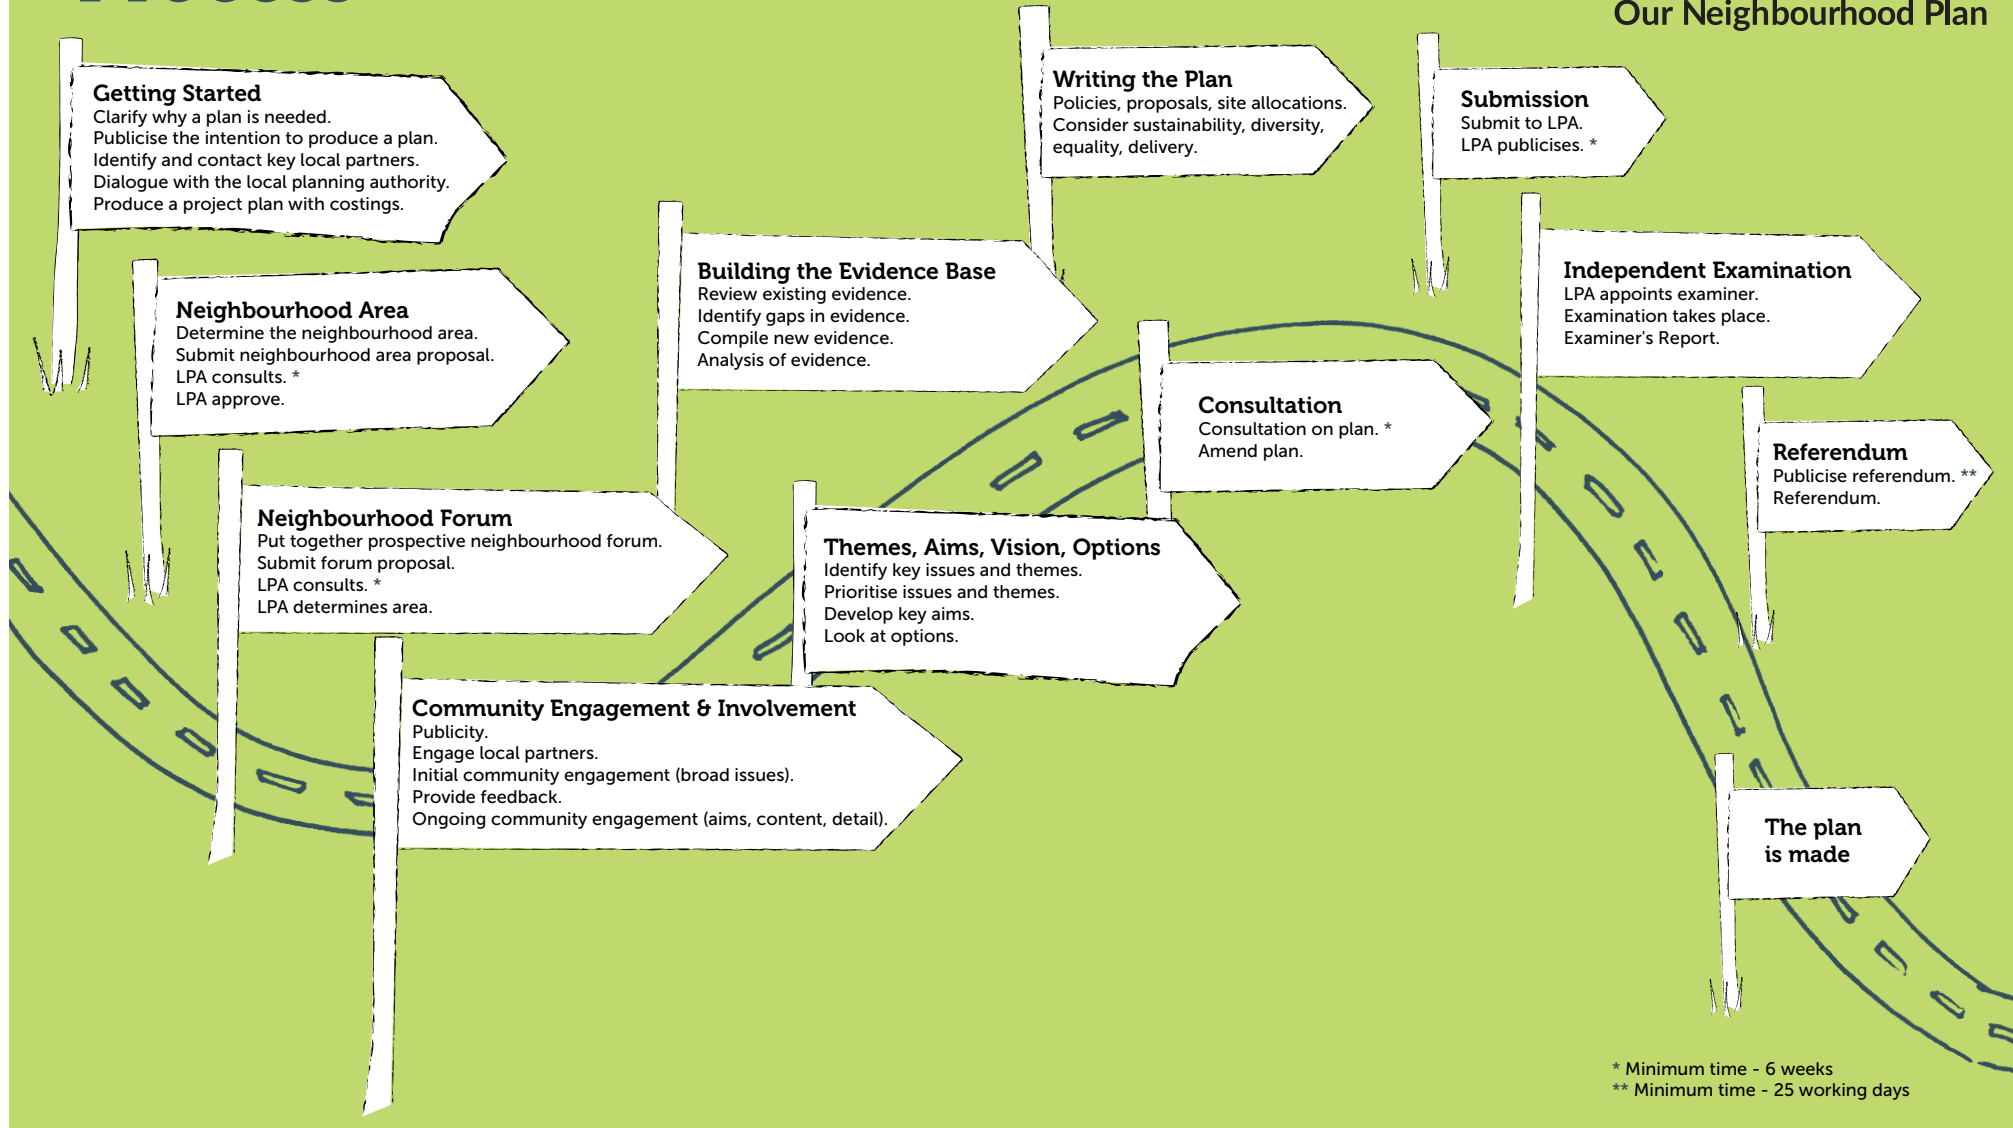 Our Neighbourhood Plan
Getting Started
Clarify why a plan is needed.
Publicise the intention to produce a plan.
Identify and contact key local partners.
Dialogue with the local planning authority.
Produce a project plan with costings.
Neighbourhood Area
Determine the neighbourhood area.
Submit neighbourhood area proposal.
LPA consults. *
LPA approve.
Neighbourhood Forum
Put together prospective neighbourhood forum.
Submit forum proposal.
LPA consults. *
LPA determines area.
Community Engagement & Involvement
Publicity.
Engage local partners.
Initial community engagement (broad issues).
Provide feedback.
Ongoing community engagement (aims, content, detail).
Building the Evidence Base
Review existing evidence.
Identify gaps in evidence.
Compile new evidence.
Analysis of evidence.
Themes, Aims, Vision, Options
Identify key issues and themes.
Prioritise issues and themes.
Develop key aims.
Look at options.
Writing the Plan
Policies, proposals, site allocations.
Consider sustainability, diversity,
equality, delivery.
Consultation
Consultation on plan. *
Amend plan.
Submission
Submit to LPA.
LPA publicises. *
Independent Examination
LPA appoints examiner.
Examination takes place.
Examiner's Report.
Referendum
Publicise referendum. **
Referendum.
The plan
is made
* Minimum time - 6 weeks
** Minimum time - 25 working days